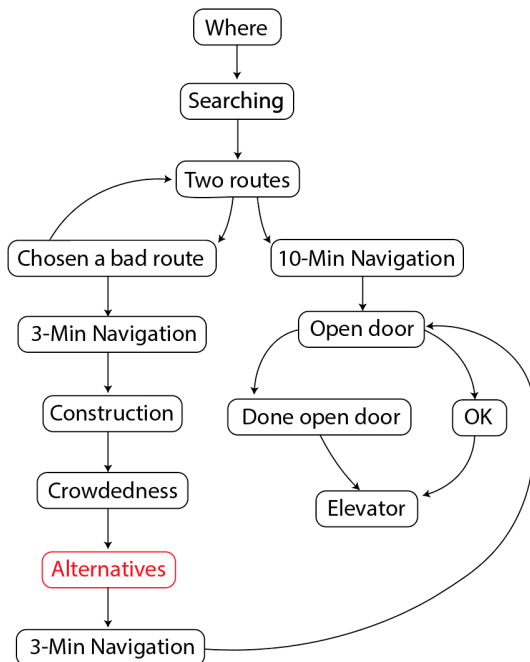 Where
Searching
Two routes
Chosen a bad route
10-Min Navigation
3-Min Navigation
Open door
Construction
Done open door
OK
Crowdedness
Elevator
Alternatives
3-Min Navigation